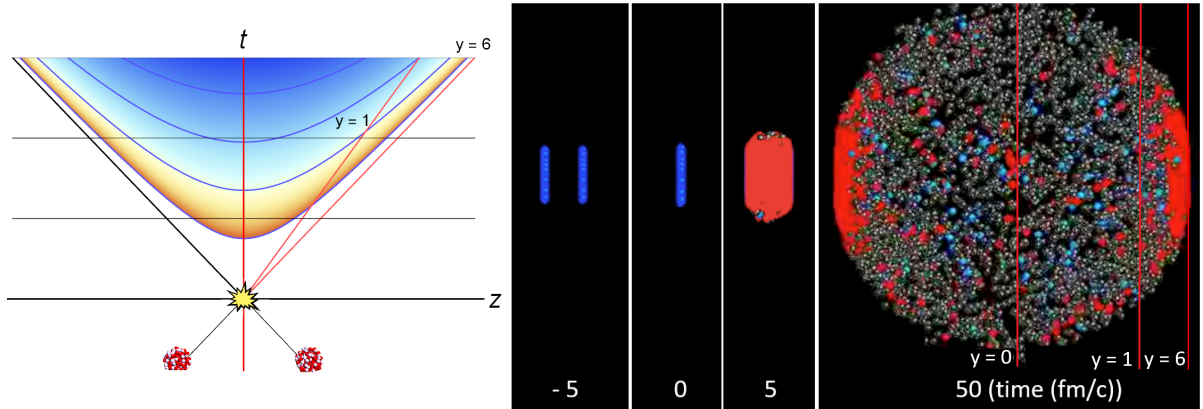 t
y = 6
y = 1
z
- 5
0
5
y = 0
y = 1
y = 6
50 (time (fm/c)